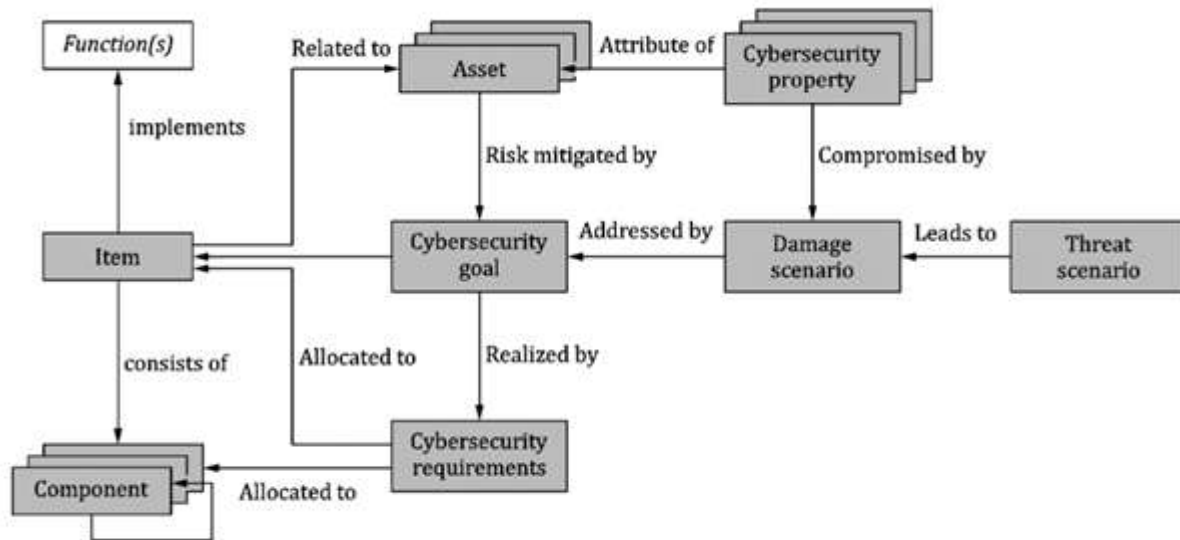 Function(s)
Related to
Asset
Attribute of
Cybersecurity
property
implements
Risk mitigated by
Compromised by
Item
Cybersecurity
goal
Addressed by
Damage
scenario
Leads to
Threat
scenario
consists of
Allocated to
Realized by
Component
Allocated to
Cybersecurity
requirements